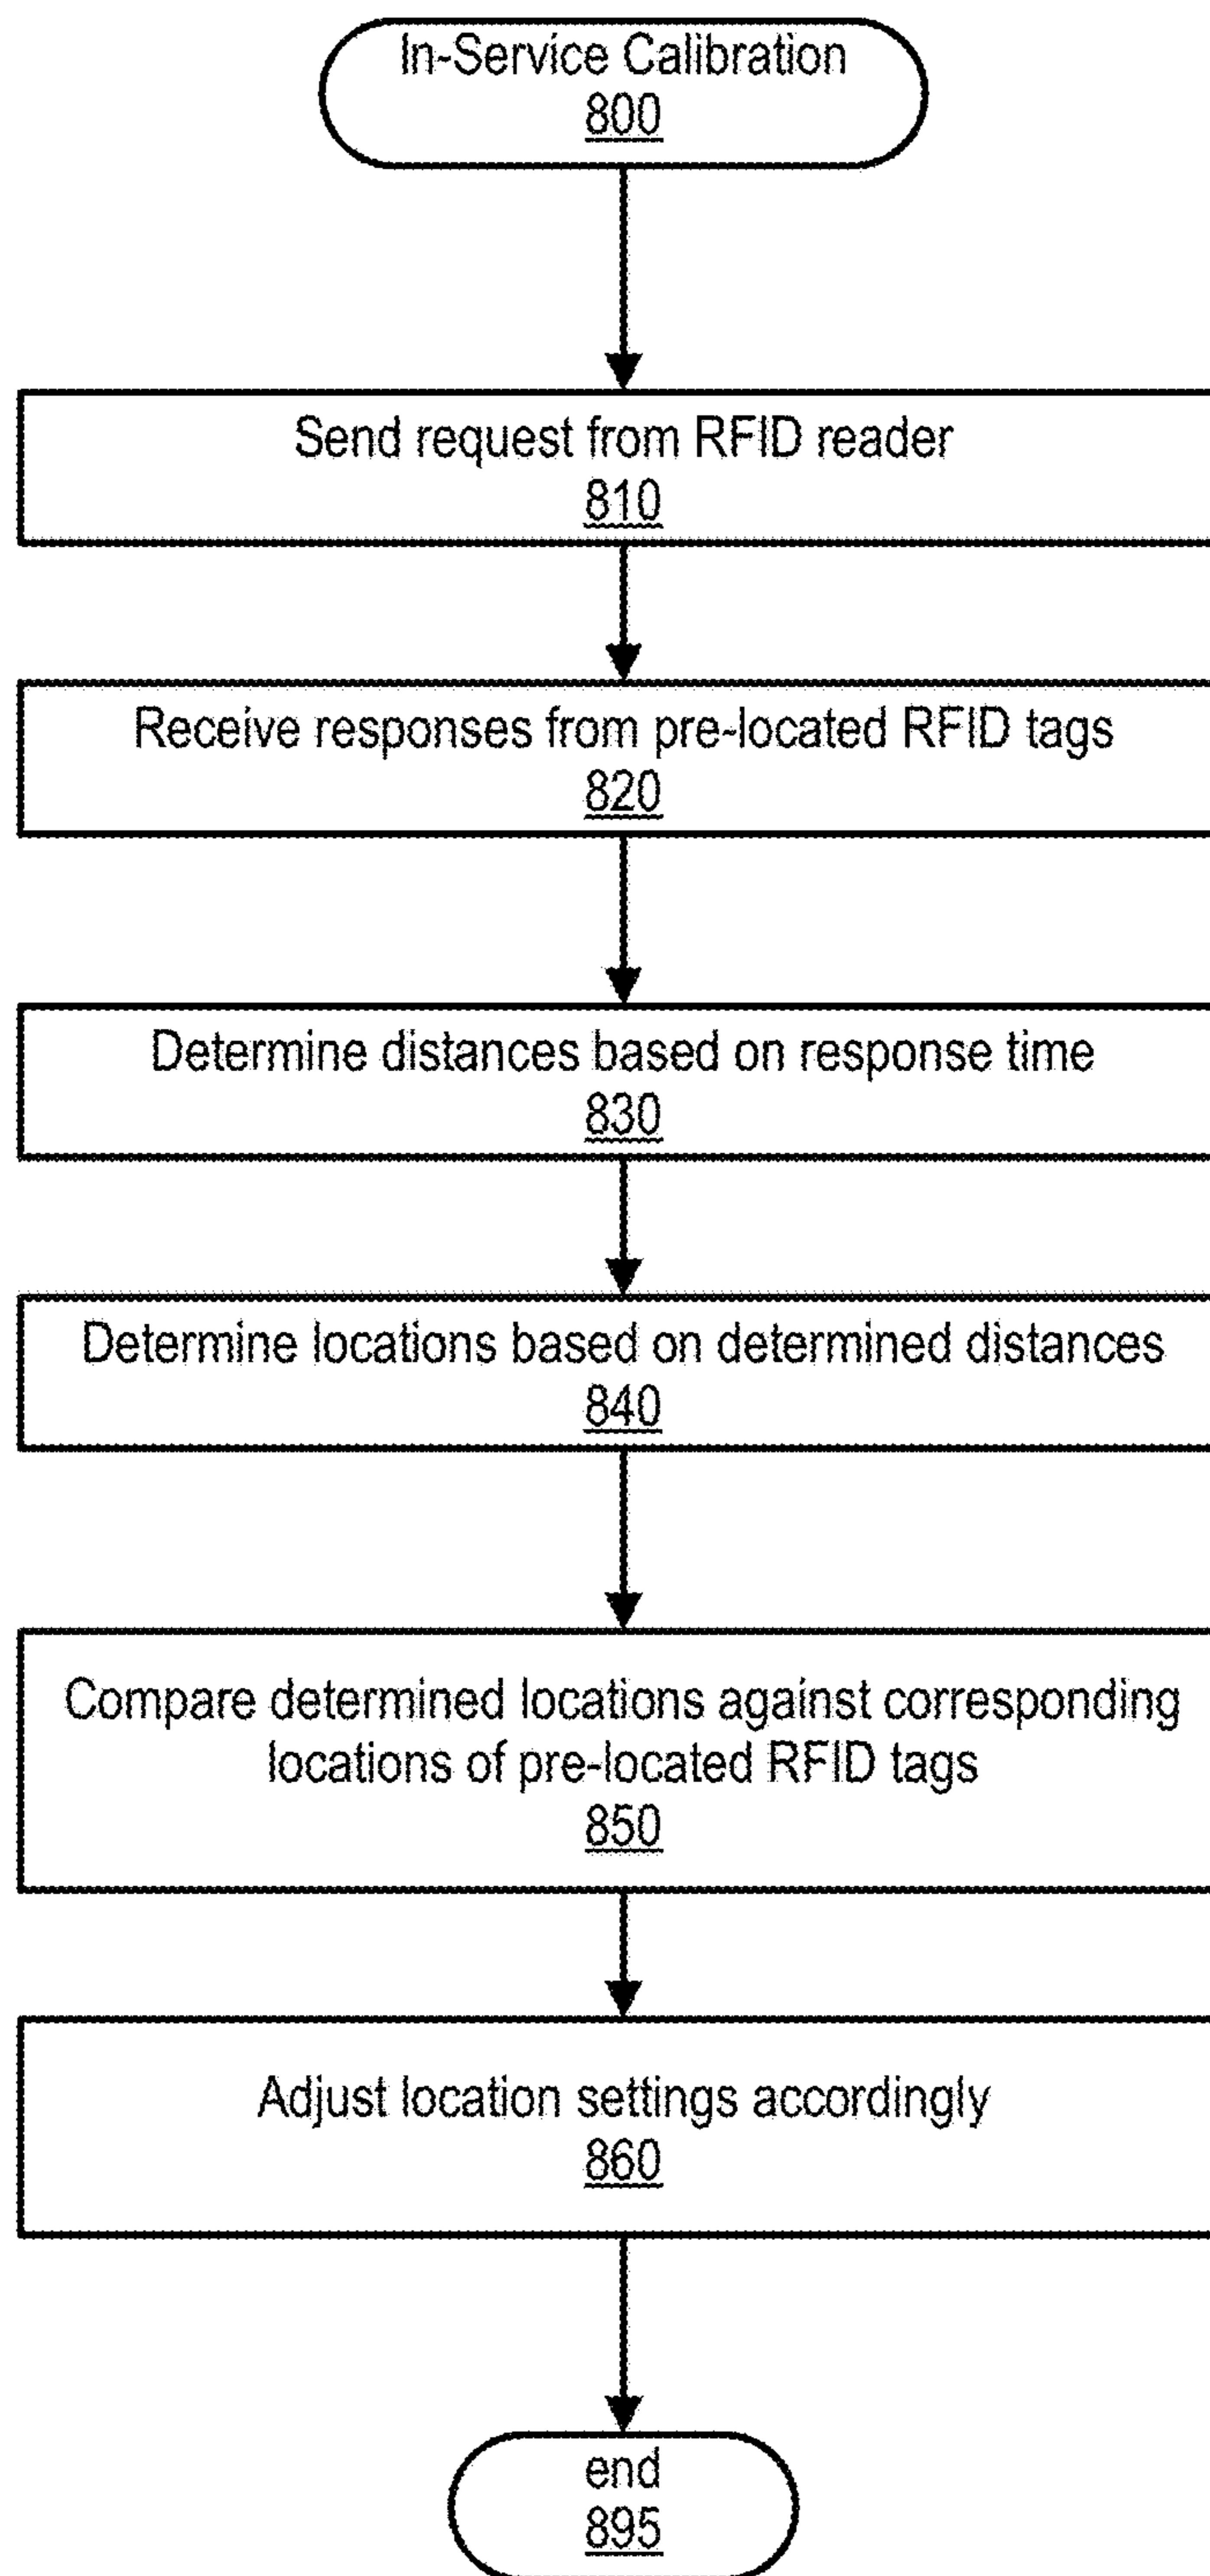 In-Service Calibration
800
Send request from RFID reader
810
Receive responses from pre-located RFID tags
820
Determine distances based on response time
830
Determine locations based on determined distances
840
Compare determined locations against corresponding
locations of pre-located RFID tags
850
Adjust location settings accordingly
860
end
895